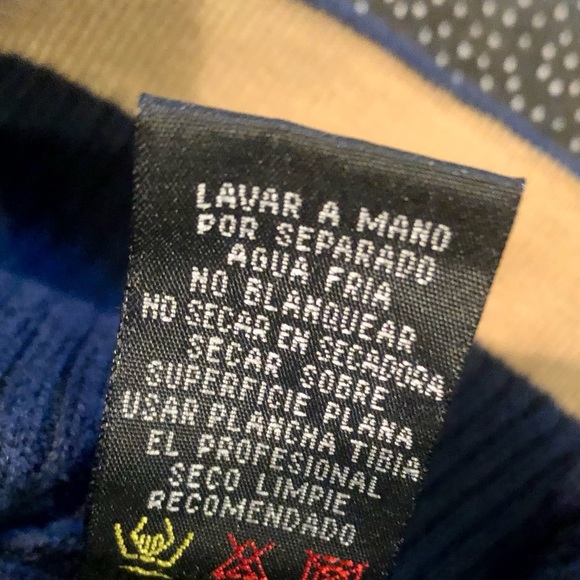 LAVAR A MANO
POR SEPARADO
AGUA FRIA
NO BLANQUEAR
NO SECAR EN SECADORA
SECAR SOBRE
SUPERFICIE PLANA
USAR PLANCHA TIBIA
EL PROFESIONAL
SECO LIMPIE
RECOMENDADO